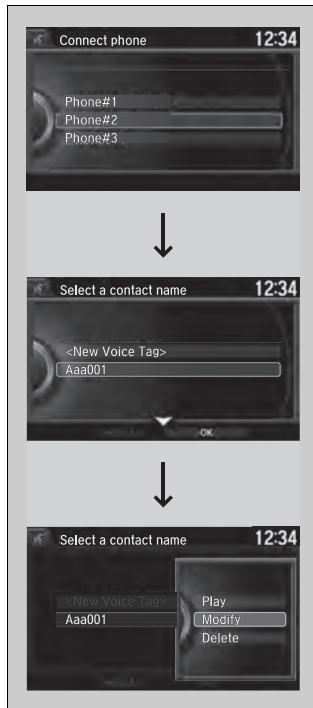 Connect phone 12:34
Phone#1
Phone#2
Phone#3
Select a contact name 12:34
<New Voice Tag>
Aaa001
OK
Select a contact name 12:34
<New Voice Tag>
Aaa001
Play
Modify
Delete